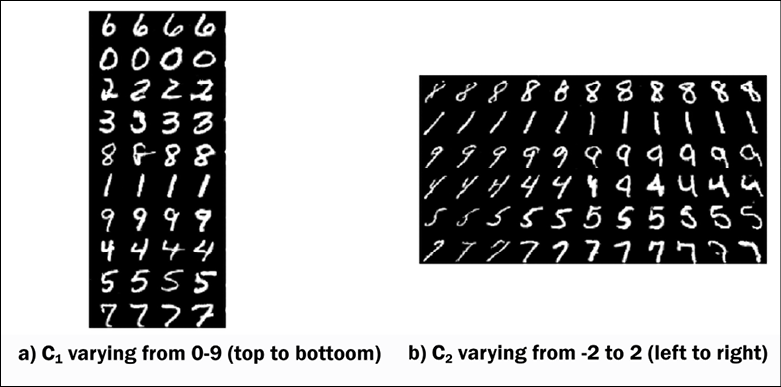 6 6 6 6
0 0 0 0
2 2 2 2
3 3 3 3
8 8 8 8
1 1 1 1
9 9 9 9
4 4 4 4
5 5 5 5
7 7 7 7
a) C₁ varying from 0-9 (top to bottoom)
8 8 8 8 8 8 8 8 8 8 8
1 1 1 1 1 1 1 1 1 1 1
9 9 9 9 9 9 9 9 9 9 9
4 4 4 4 4 4 4 4 4 4 4
5 5 5 5 5 5 5 5 5 5 5
7 7 7 7 7 7 7 7 7 7 7
b) C₂ varying from -2 to 2 (left to right)